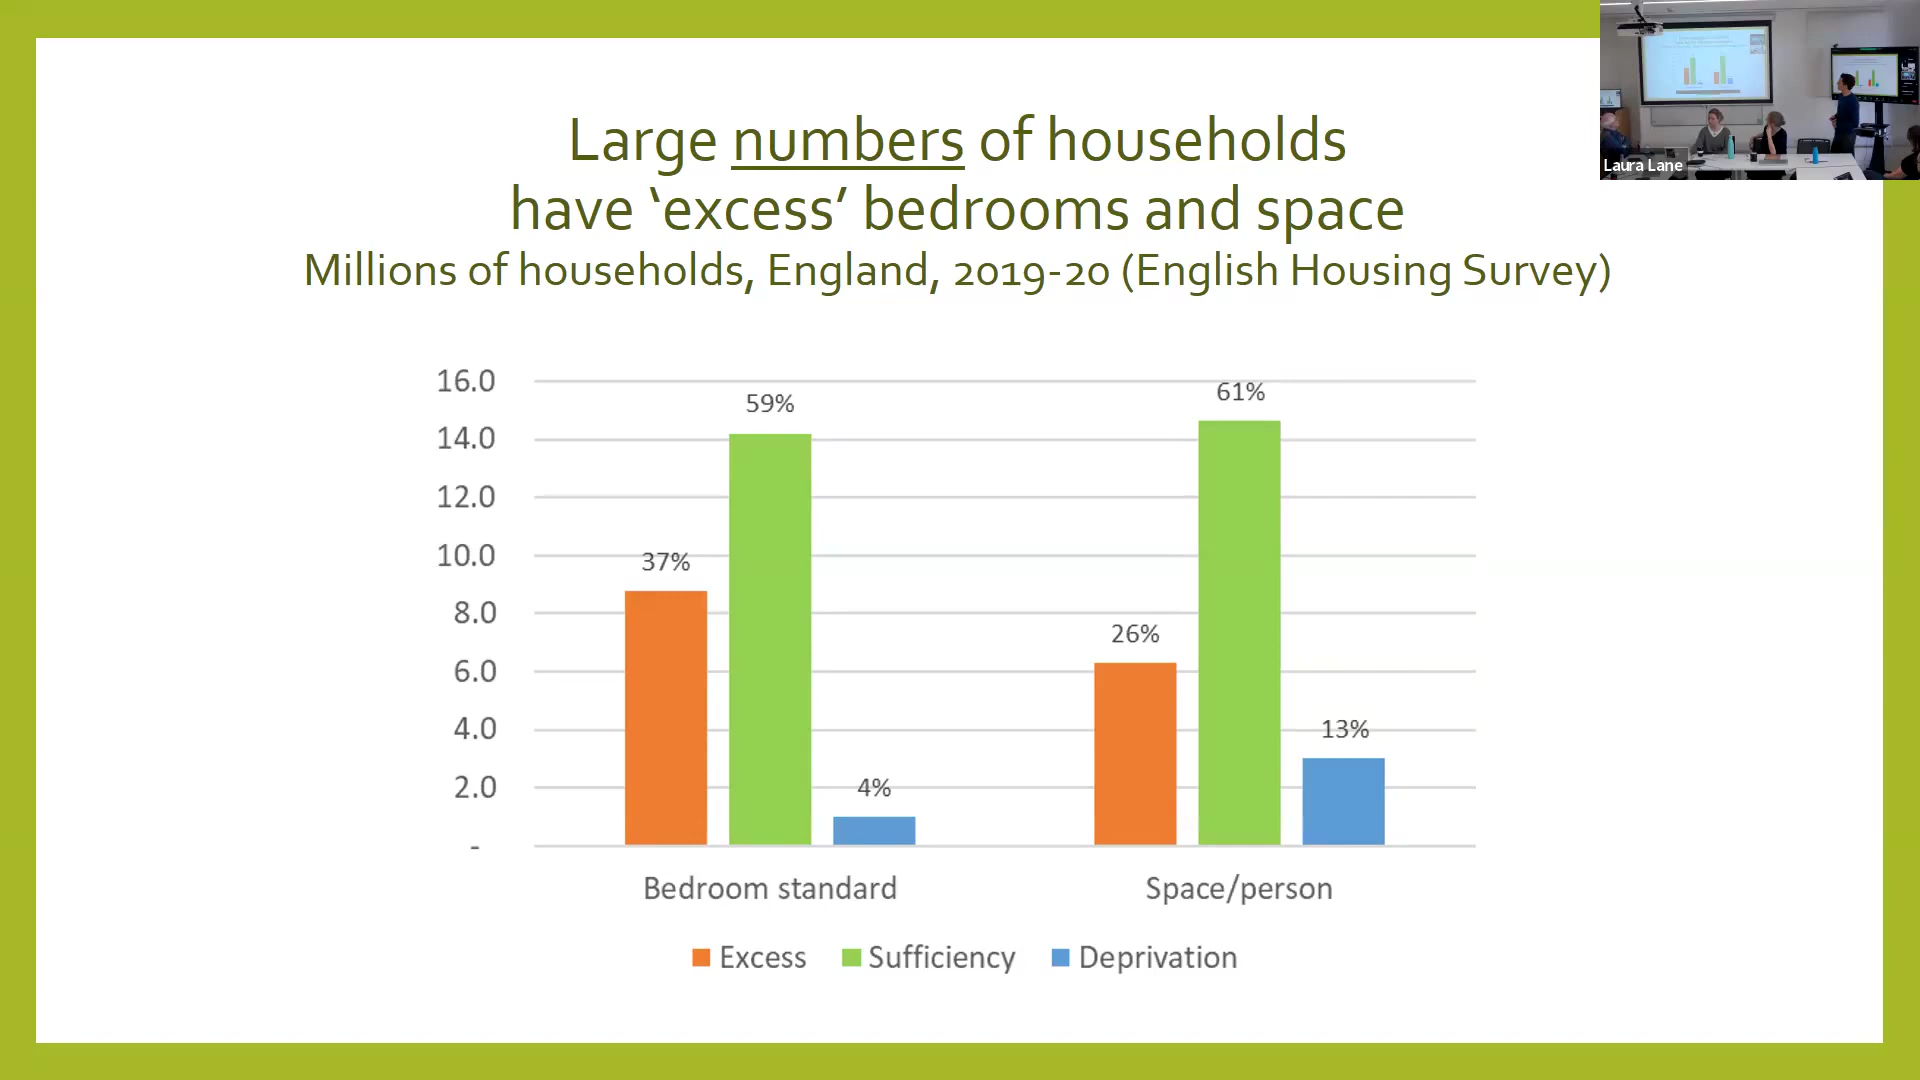 Large numbers of households
have ‘excess’ bedrooms and space
Millions of households, England, 2019-20 (English Housing Survey)
Laura Lane
16.0
14.0
12.0
10.0
8.0
6.0
4.0
2.0
-
37%
59%
4%
26%
61%
13%
Bedroom standard
Space/person
Excess
Sufficiency
Deprivation